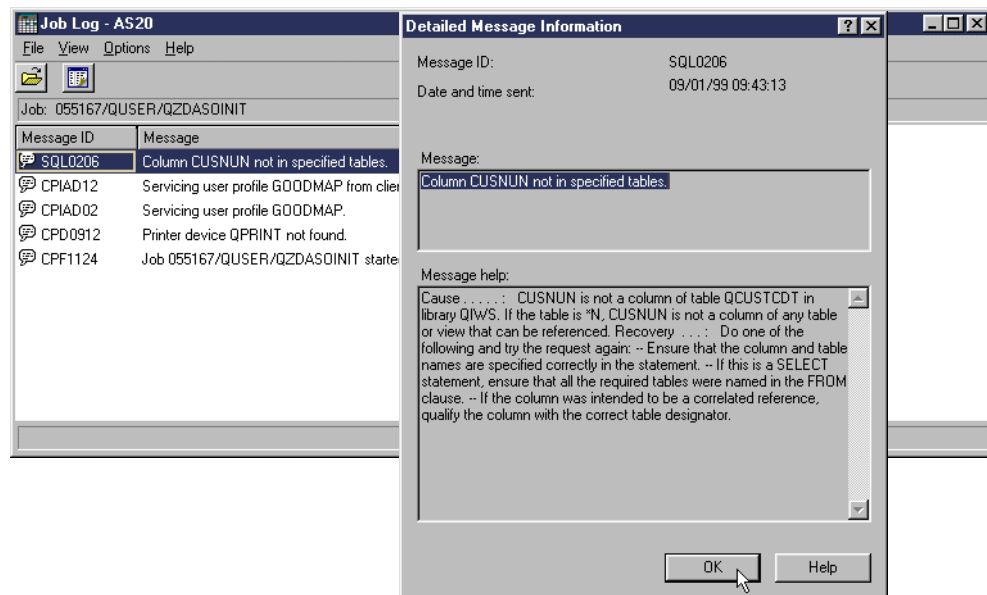 Job Log - AS20
File View Options Help
Job: 055167/QUSER/QZDASOINIT
Message ID Message
SQL0206 Column CUSNUN not in specified tables.
CPIAD12 Servicing user profile GOODMAP from clie
CPIAD02 Servicing user profile GOODMAP.
CPD0912 Printer device QPRINT not found.
CPF1124 Job 055167/QUSER/QZDASOINIT starte
Detailed Message Information
Message ID: SQL0206
Date and time sent: 09/01/99 09:43:13
Message:
Column CUSNUN not in specified tables.
Message help:
Cause . . . . . : CUSNUN is not a column of table QCUSTCDT in
library QIWS. If the table is *N, CUSNUN is not a column of any table
or view that can be referenced. Recovery . . . : Do one of the
following and try the request again: -- Ensure that the column and table
names are specified correctly in the statement. -- If this is a SELECT
statement, ensure that all the required tables were named in the FROM
clause. -- If the column was intended to be a correlated reference,
qualify the column with the correct table designator.
OK Help